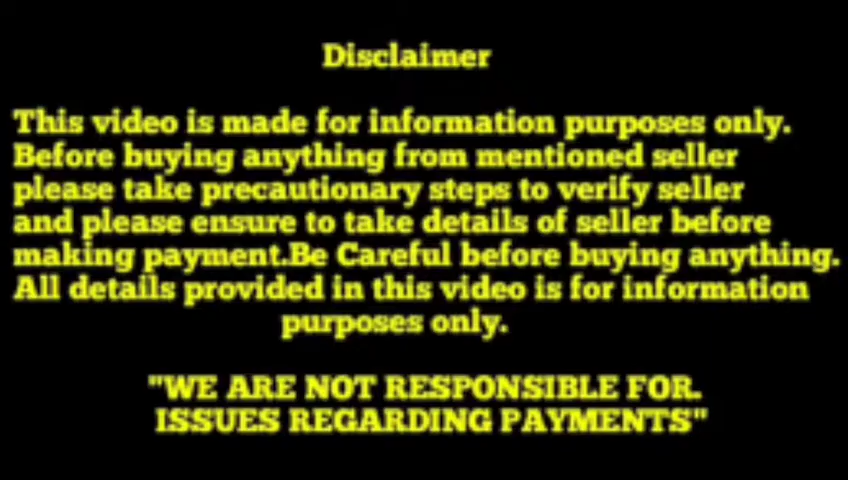 Disclaimer
This video is made for information purposes only.
Before buying anything from mentioned seller
please take precautionary steps to verify seller
and please ensure to take details of seller before
making payment.Be Careful before buying anything.
All details provided in this video is for information
purposes only.
"WE ARE NOT RESPONSIBLE FOR.
ISSUES REGARDING PAYMENTS"